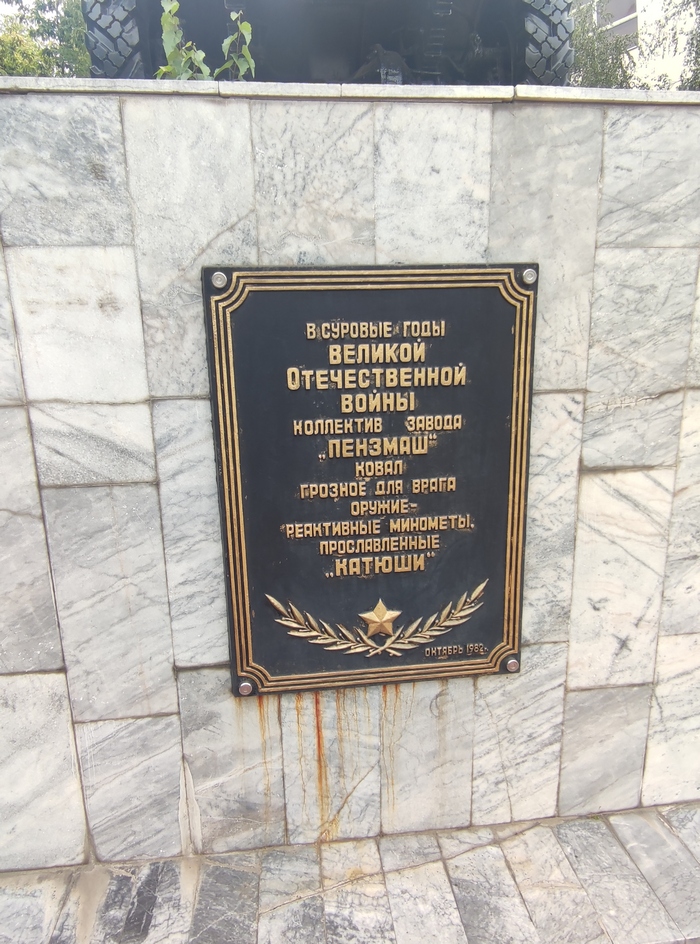 В СУРОВЫЕ ГОДЫ
ВЕЛИКОЙ
ОТЕЧЕСТВЕННОЙ
ВОЙНЫ
КОЛЛЕКТИВ ЗАВОДА
„ПЕНЗМАШ“
КОВАЛ
ГРОЗНОЕ ДЛЯ ВРАГА
ОРУЖИЕ-
РЕАКТИВНЫЕ МИНОМЕТЫ,
ПРОСЛАВЛЕННЫЕ
„КАТЮШИ“
ОКТЯБРЬ 1982г.